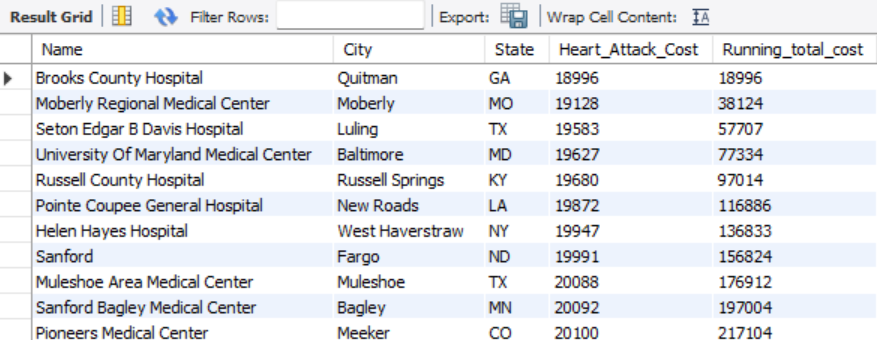 Result Grid Filter Rows: Export: Wrap Cell Content: IA
Name City State Heart_Attack_Cost Running_total_cost
Brooks County Hospital Quitman GA 18996 18996
Moberly Regional Medical Center Moberly MO 19128 38124
Seton Edgar B Davis Hospital Luling TX 19583 57707
University Of Maryland Medical Center Baltimore MD 19627 77334
Russell County Hospital Russell Springs KY 19680 97014
Pointe Coupee General Hospital New Roads LA 19872 116886
Helen Hayes Hospital West Haverstraw NY 19947 136833
Sanford Fargo ND 19991 156824
Muleshoe Area Medical Center Muleshoe TX 20088 176912
Sanford Bagley Medical Center Bagley MN 20092 197004
Pioneers Medical Center Meeker CO 20100 217104